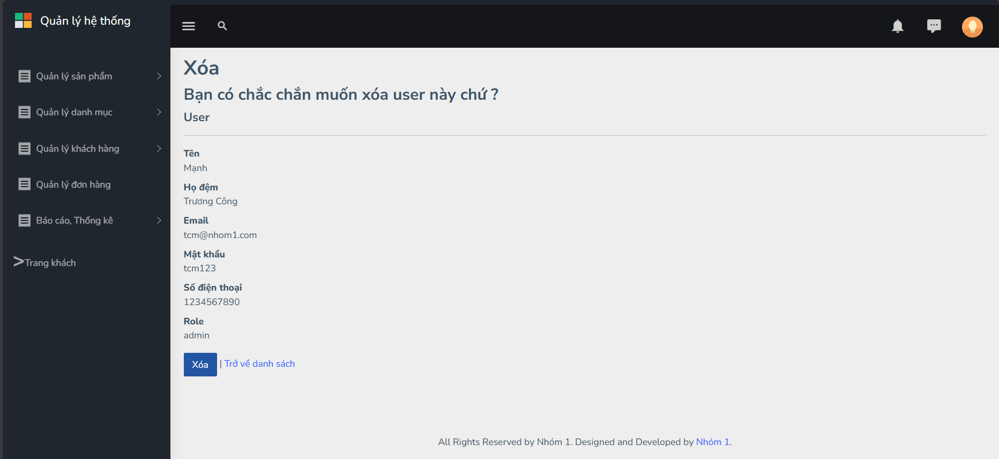 Quản lý hệ thống
Quản lý sản phẩm
Quản lý danh mục
Quản lý khách hàng
Quản lý đơn hàng
Báo cáo, Thống kê
>Trang khách
Xóa
Bạn có chắc chắn muốn xóa user này chứ ?
User
Tên
Mạnh
Họ đệm
Trương Công
Email
tcm@nhom1.com
Mật khẩu
tcm123
Số điện thoại
1234567890
Role
admin
Xóa | Trở về danh sách
All Rights Reserved by Nhóm 1. Designed and Developed by Nhóm 1.